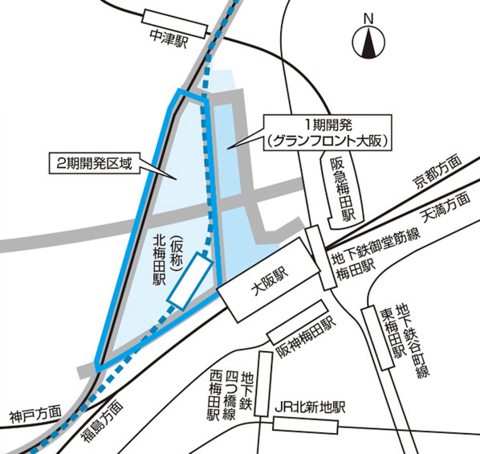 N
中津駅
1期開発
(グランフロント大阪)
2期開発区域
阪急梅田駅
京都方面
天満方面
(仮称)
北梅田駅
大阪駅
地下鉄御堂筋線
梅田駅
阪神梅田駅
地下鉄谷町線
東梅田駅
地下鉄
四つ橋線
西梅田駅
JR北新地駅
神戸方面
福島方面